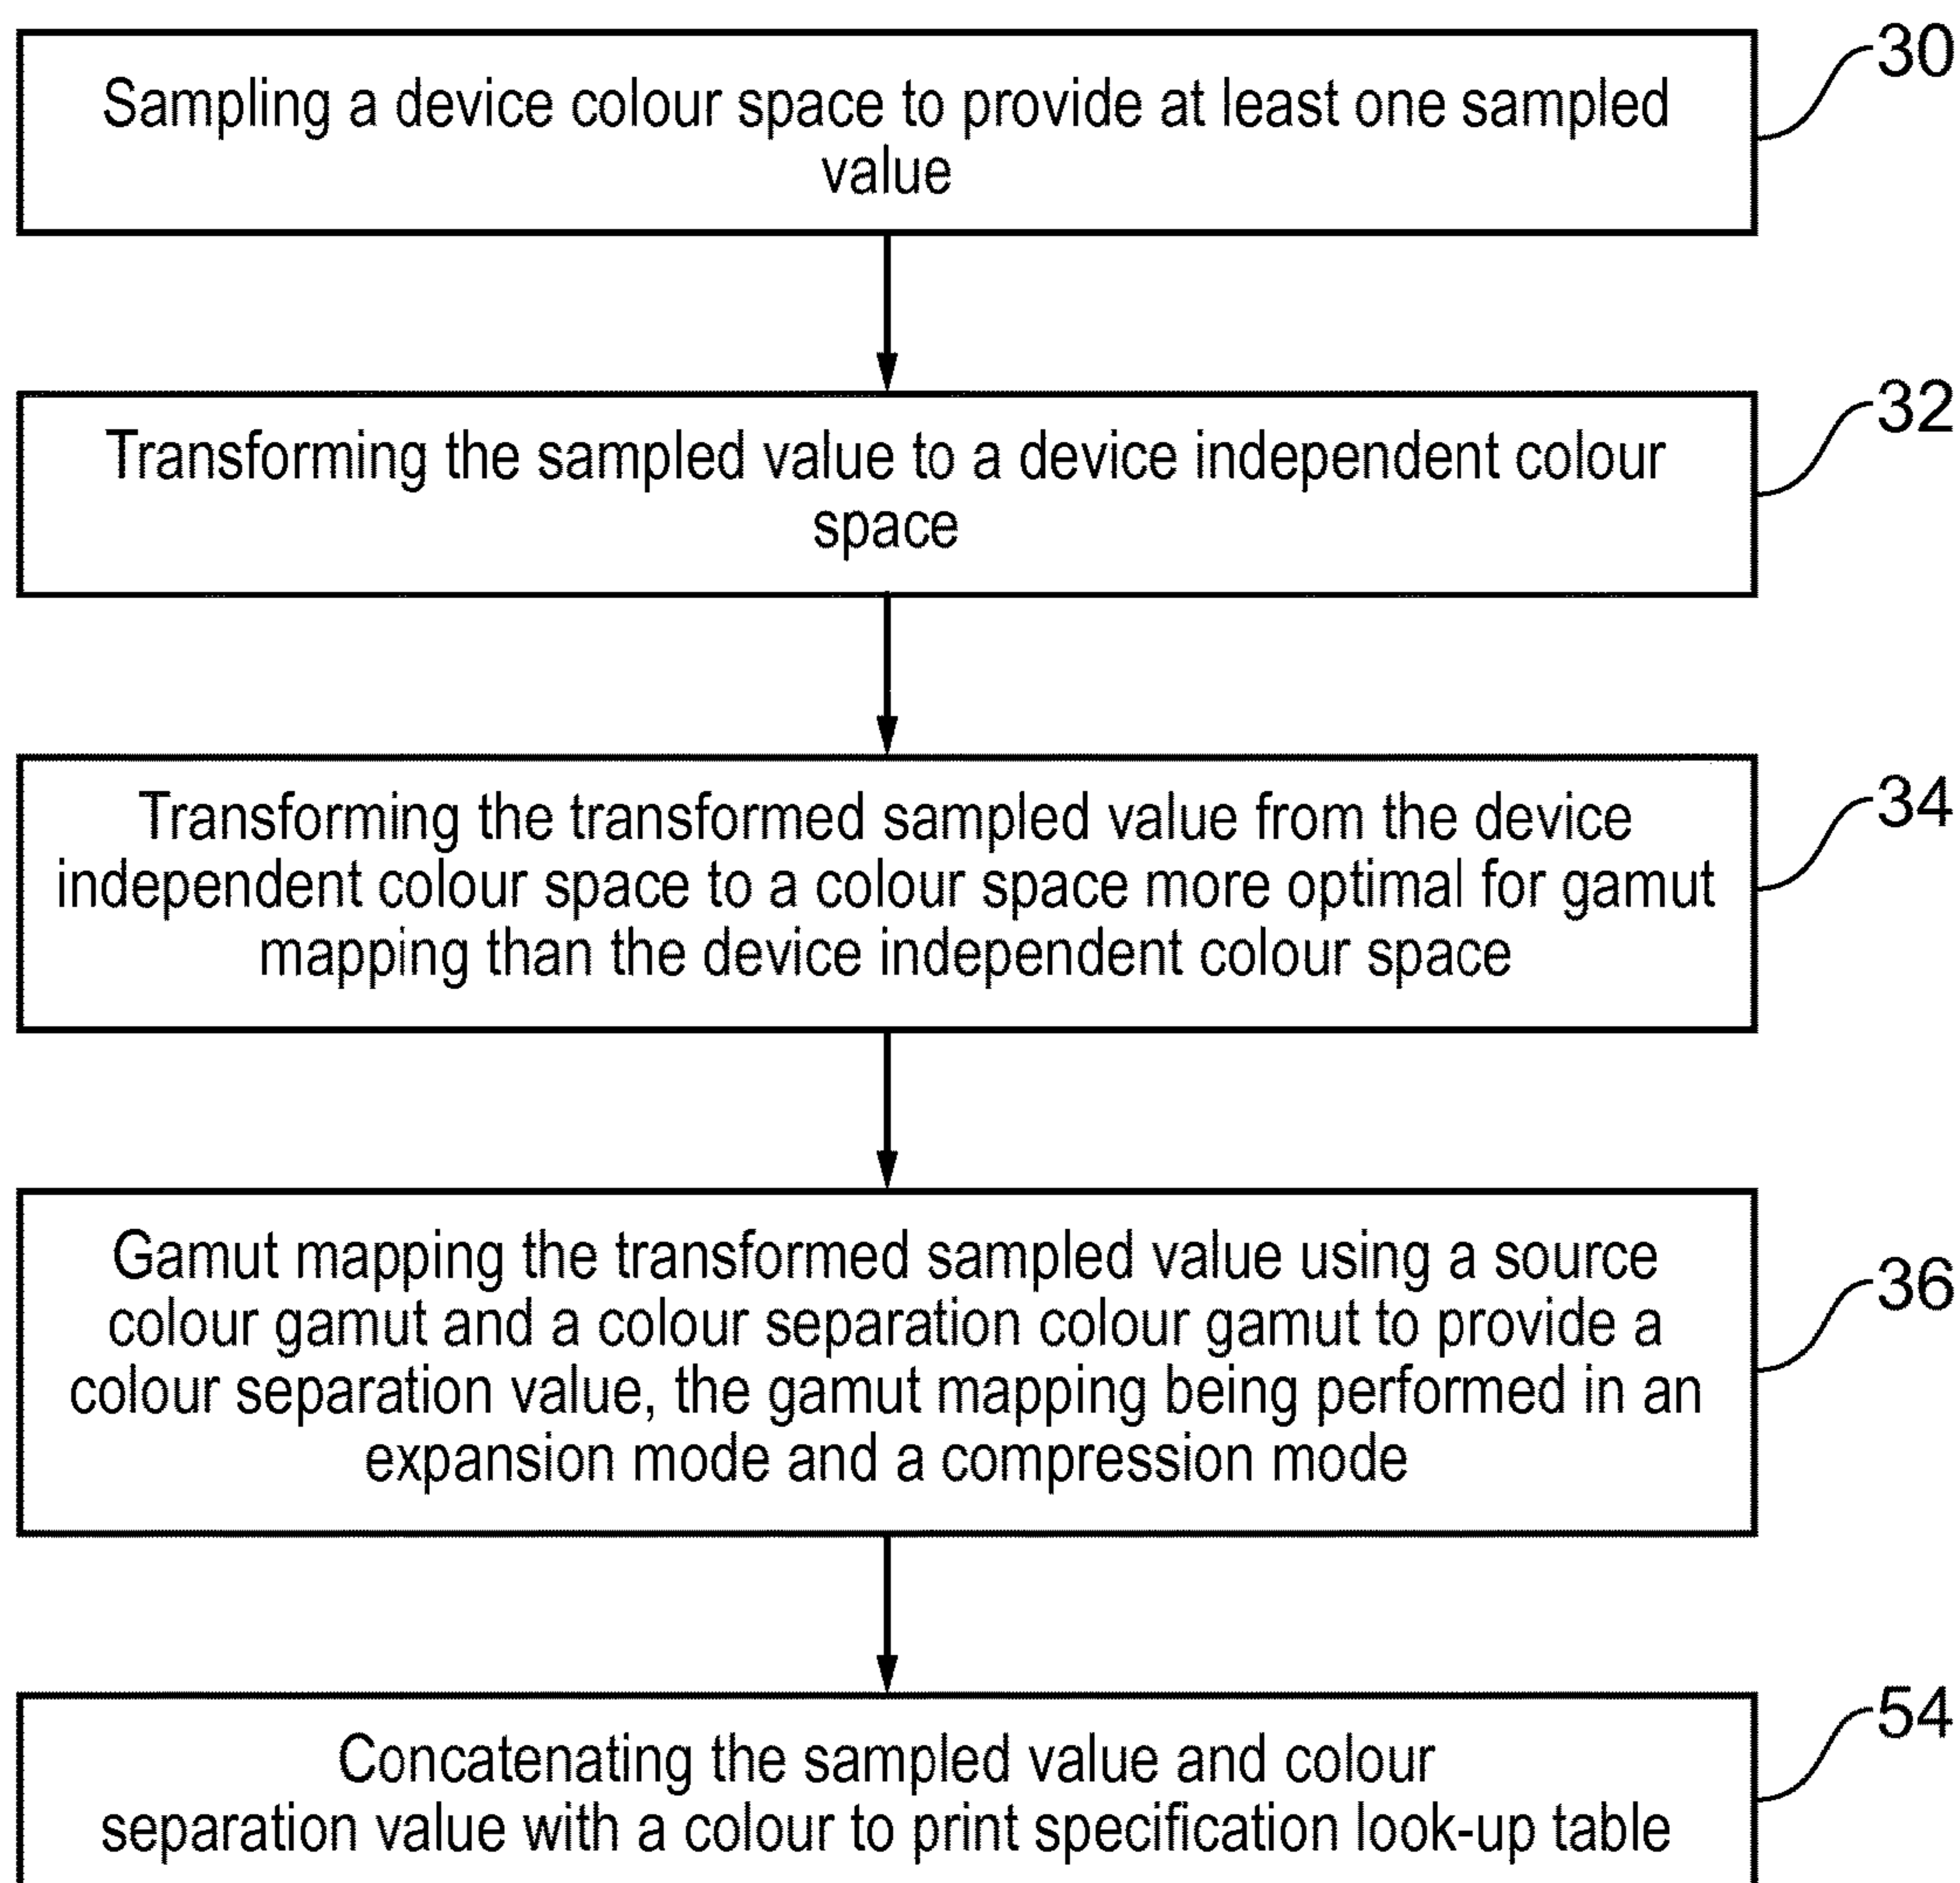 Sampling a device colour space to provide at least one sampled
value
30
Transforming the sampled value to a device independent colour
space
32
Transforming the transformed sampled value from the device
independent colour space to a colour space more optimal for gamut
mapping than the device independent colour space
34
Gamut mapping the transformed sampled value using a source
colour gamut and a colour separation colour gamut to provide a
colour separation value, the gamut mapping being performed in an
expansion mode and a compression mode
36
Concatenating the sampled value and colour
separation value with a colour to print specification look-up table
54